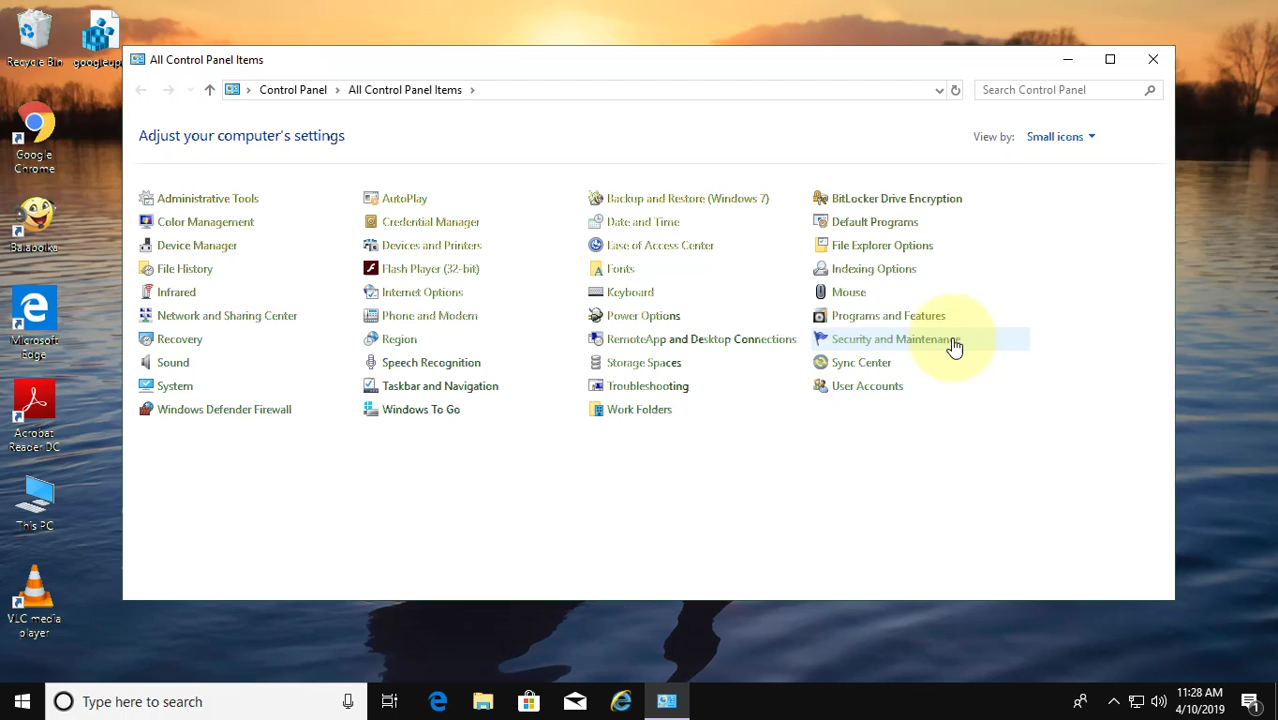 Recycle Bin
googleup
Google
Chrome
Balabolka
Microsoft
Edge
Acrobat
Reader DC
This PC
VLC media
player
All Control Panel Items
Control Panel
All Control Panel Items
Search Control Panel
Adjust your computer's settings
View by:
Small icons
Administrative Tools
AutoPlay
Backup and Restore (Windows 7)
BitLocker Drive Encryption
Color Management
Credential Manager
Date and Time
Default Programs
Device Manager
Devices and Printers
Ease of Access Center
File Explorer Options
File History
Flash Player (32-bit)
Fonts
Indexing Options
Infrared
Internet Options
Keyboard
Mouse
Network and Sharing Center
Phone and Modem
Power Options
Programs and Features
Recovery
Region
RemoteApp and Desktop Connections
Security and Maintenance
Sound
Speech Recognition
Storage Spaces
Sync Center
System
Taskbar and Navigation
Troubleshooting
User Accounts
Windows Defender Firewall
Windows To Go
Work Folders
Type here to search
11:28 AM
4/10/2019
1